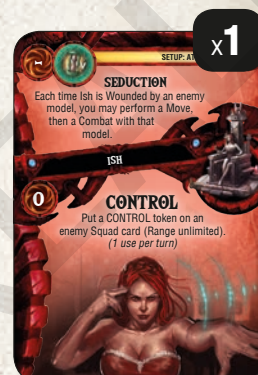 x1
SETUP: AT
SEDUCTION
Each time Ish is Wounded by an enemy
model, you may perform a Move,
then a Combat with that
model.
ISH
0
CONTROL
Put a CONTROL token on an
enemy Squad card (Range unlimited).
(1 use per turn)